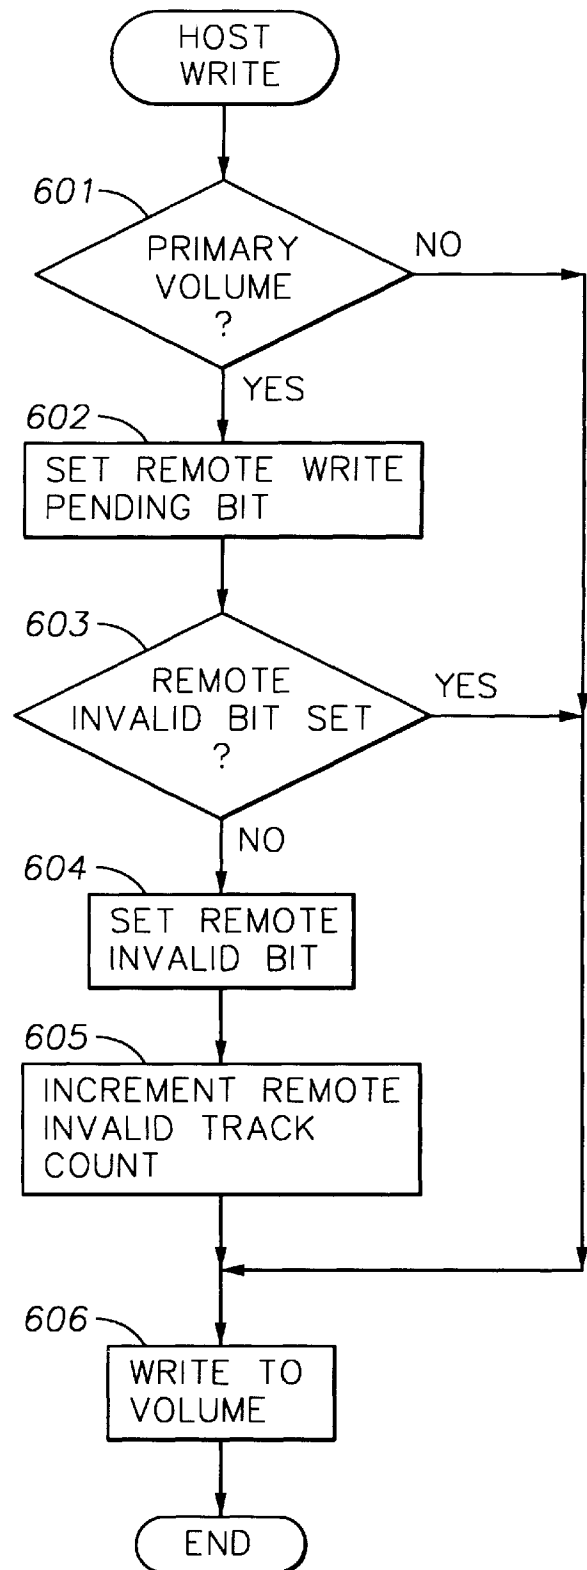 HOST
WRITE
601
PRIMARY
VOLUME
?
NO
YES
602
SET REMOTE WRITE
PENDING BIT
603
REMOTE
INVALID BIT SET
?
YES
NO
604
SET REMOTE
INVALID BIT
605
INCREMENT REMOTE
INVALID TRACK
COUNT
606
WRITE TO
VOLUME
END